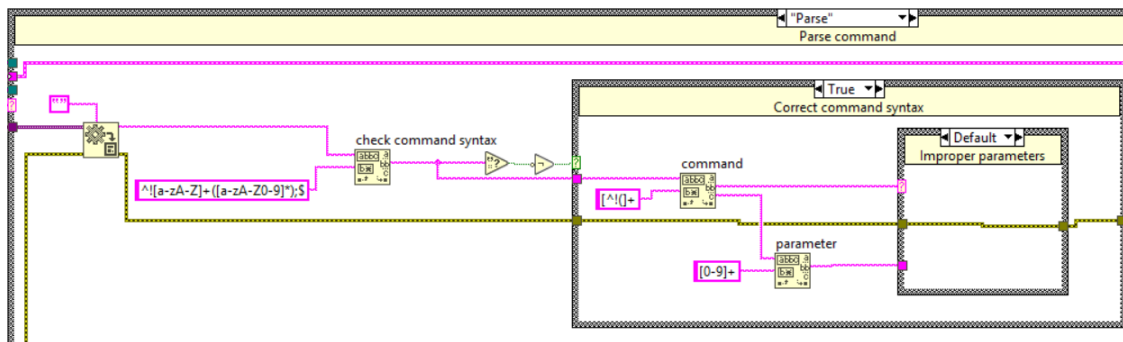 "Parse"
Parse command
True
Correct command syntax
""
check command syntax
Default
Improper parameters
command
^![a-zA-Z]+([a-zA-Z0-9]*);$
[^!(]+
parameter
[0-9]+